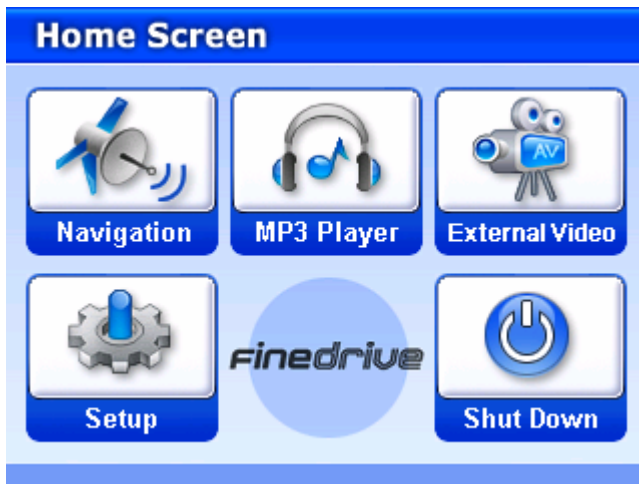 Home Screen
Navigation
MP3 Player
AV
External Video
Setup
Finedrive
Shut Down